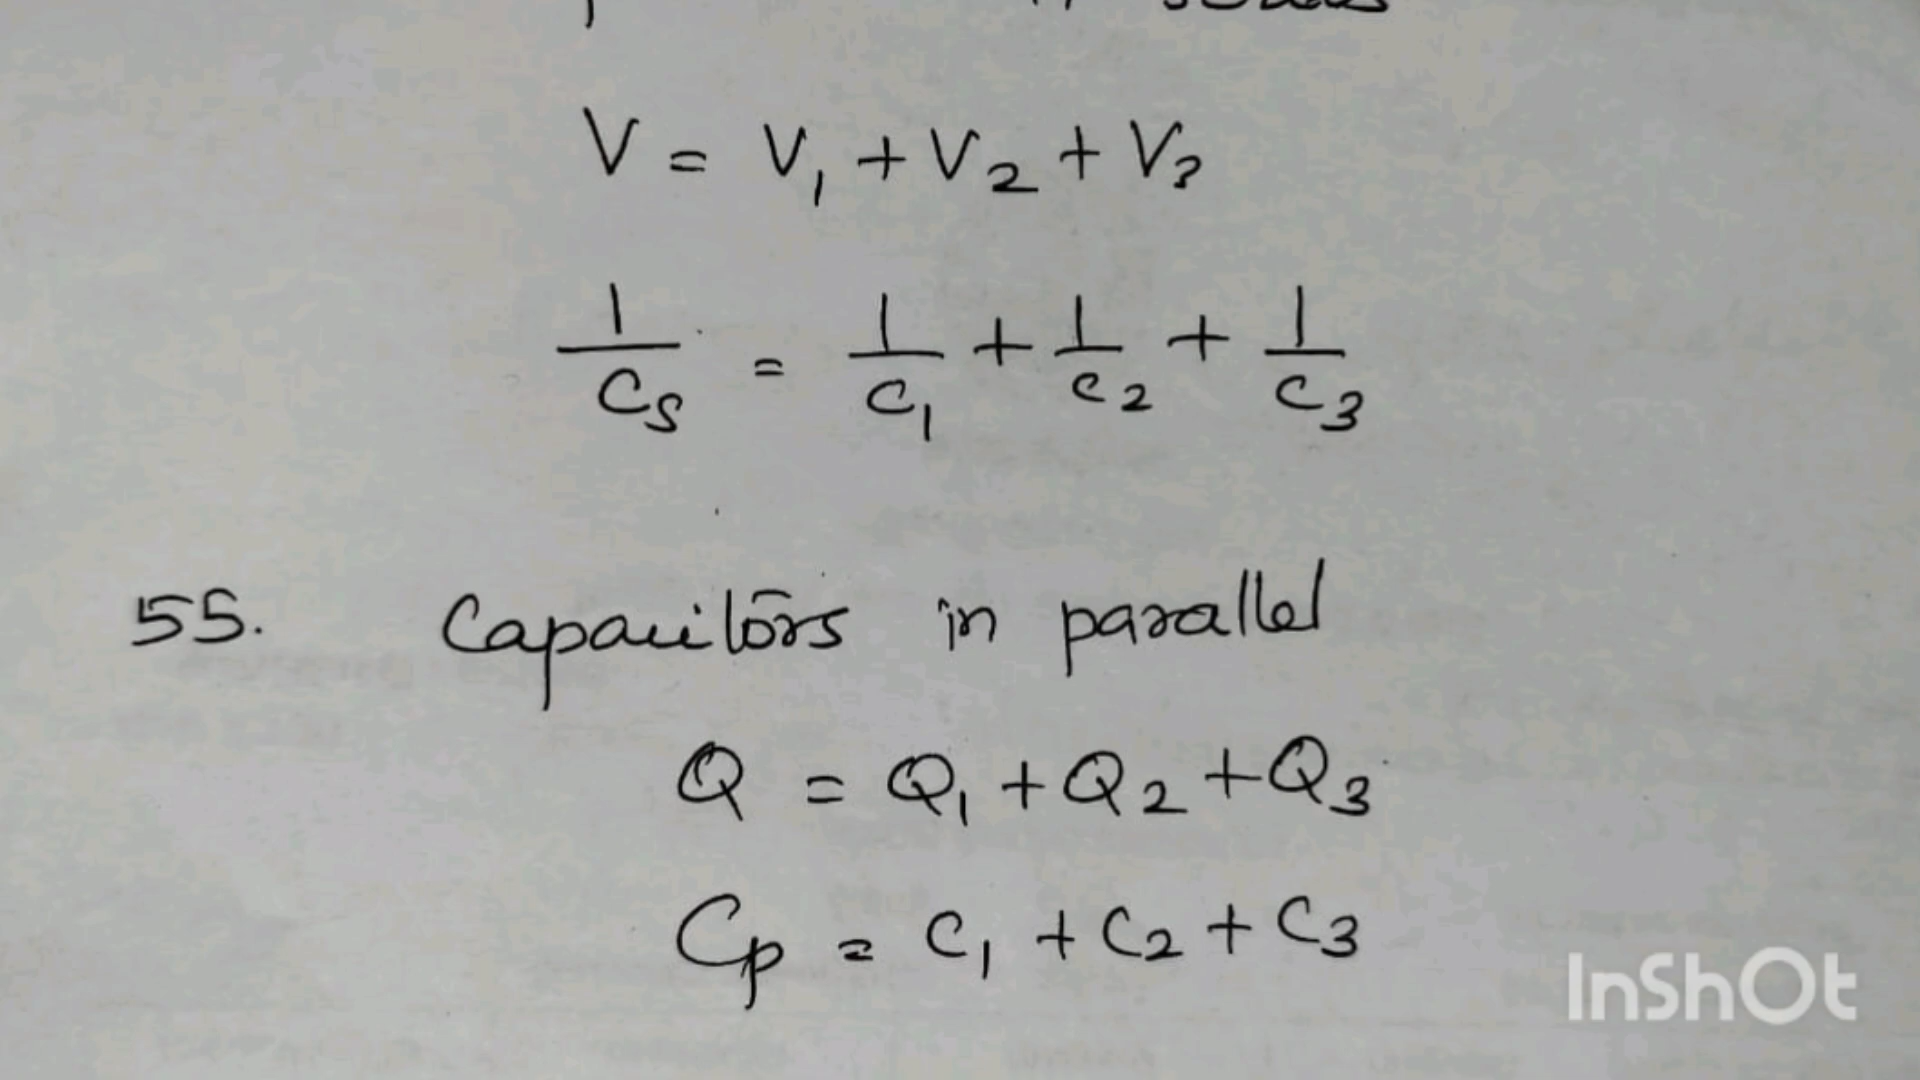 series
V = V₁ + V₂ + V₃
1/Cs = 1/C₁ + 1/C₂ + 1/C₃
55. Capacitors in parallel
Q = Q₁ + Q₂ + Q₃
Cp = C₁ + C₂ + C₃
InShOt